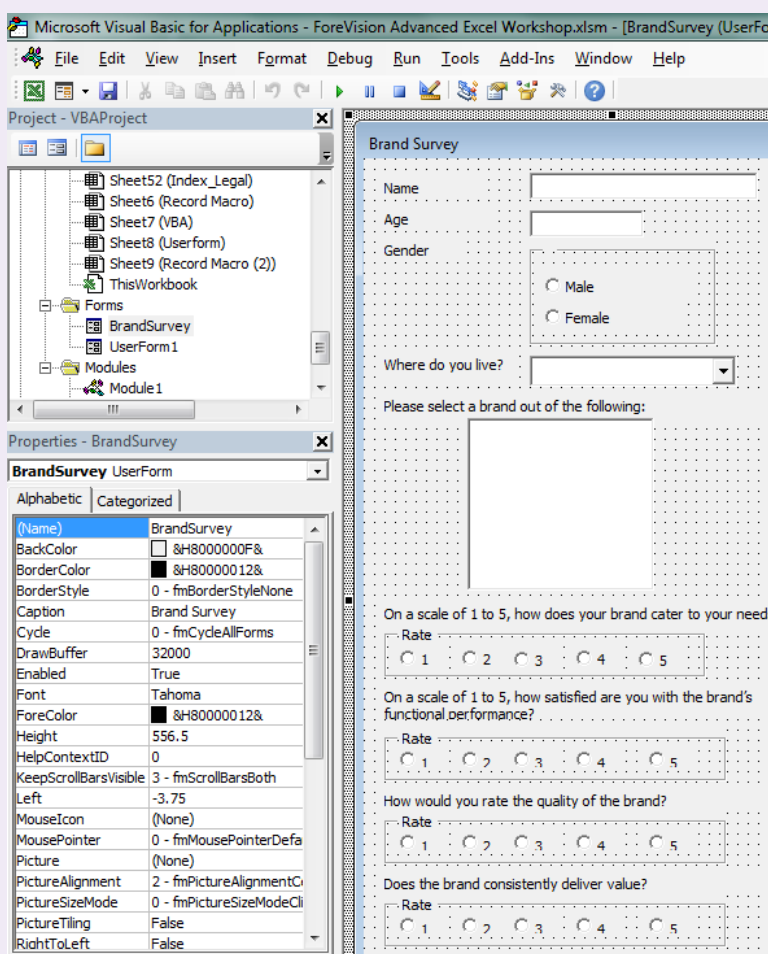 Microsoft Visual Basic for Applications - ForeVision Advanced Excel Workshop.xlsm - [BrandSurvey (UserFo
File Edit View Insert Format Debug Run Tools Add-Ins Window Help
Project - VBAProject
Sheet52 (Index_Legal)
Sheet6 (Record Macro)
Sheet7 (VBA)
Sheet8 (Userform)
Sheet9 (Record Macro (2))
ThisWorkbook
Forms
BrandSurvey
UserForm1
Modules
Module1
Properties - BrandSurvey
BrandSurvey UserForm
Alphabetic Categorized
(Name) BrandSurvey
BackColor &H8000000F&
BorderColor &H80000012&
BorderStyle 0 - fmBorderStyleNone
Caption Brand Survey
Cycle 0 - fmCycleAllForms
DrawBuffer 32000
Enabled True
Font Tahoma
ForeColor &H80000012&
Height 556.5
HelpContextID 0
KeepScrollBarsVisible 3 - fmScrollBarsBoth
Left -3.75
MouseIcon (None)
MousePointer 0 - fmMousePointerDefa
Picture (None)
PictureAlignment 2 - fmPictureAlignmentC
PictureSizeMode 0 - fmPictureSizeModeCli
PictureTiling False
RightToLeft False
Brand Survey
Name
Age
Gender
Male
Female
Where do you live?
Please select a brand out of the following:
On a scale of 1 to 5, how does your brand cater to your need
Rate
1 2 3 4 5
On a scale of 1 to 5, how satisfied are you with the brand's
functional performance?
Rate
1 2 3 4 5
How would you rate the quality of the brand?
Rate
1 2 3 4 5
Does the brand consistently deliver value?
Rate
1 2 3 4 5